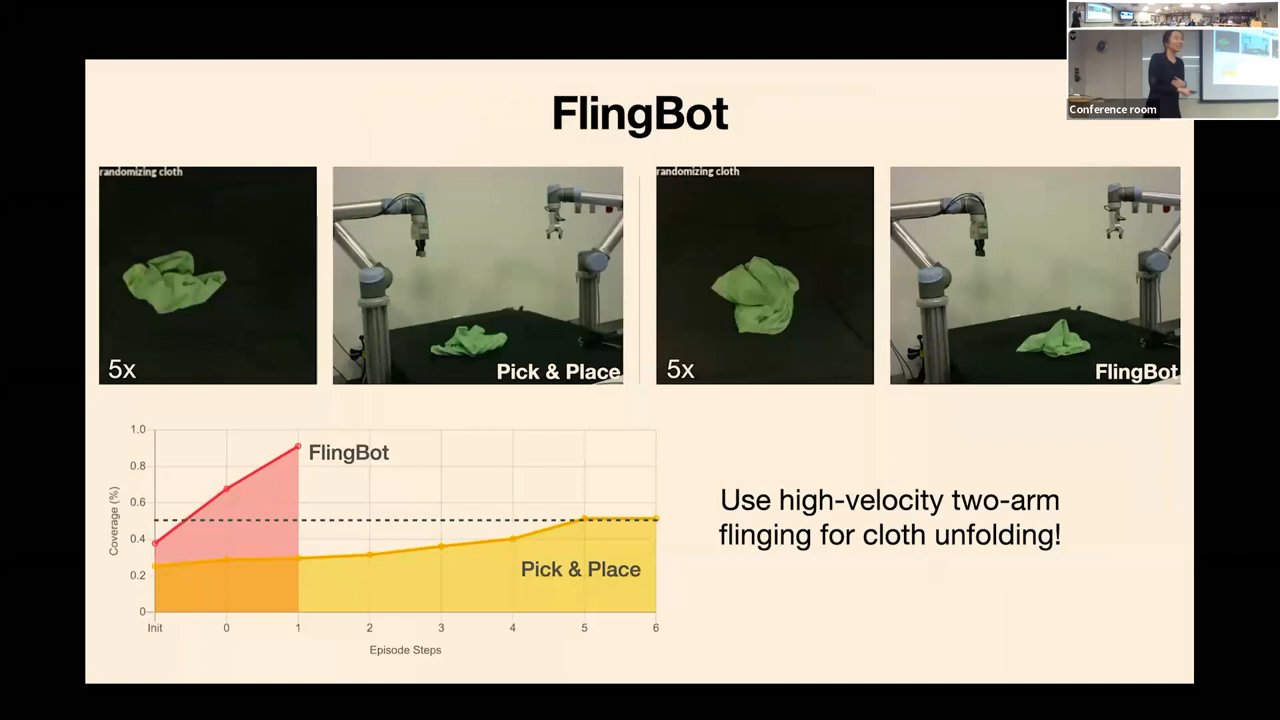 Conference room
FlingBot
randomizing cloth
5x
Pick & Place
randomizing cloth
5x
FlingBot
1.0
0.8
0.6
0.4
0.2
0
Coverage (%)
FlingBot
Pick & Place
Init
0
1
2
3
4
5
6
Episode Steps
Use high-velocity two-arm
flinging for cloth unfolding!